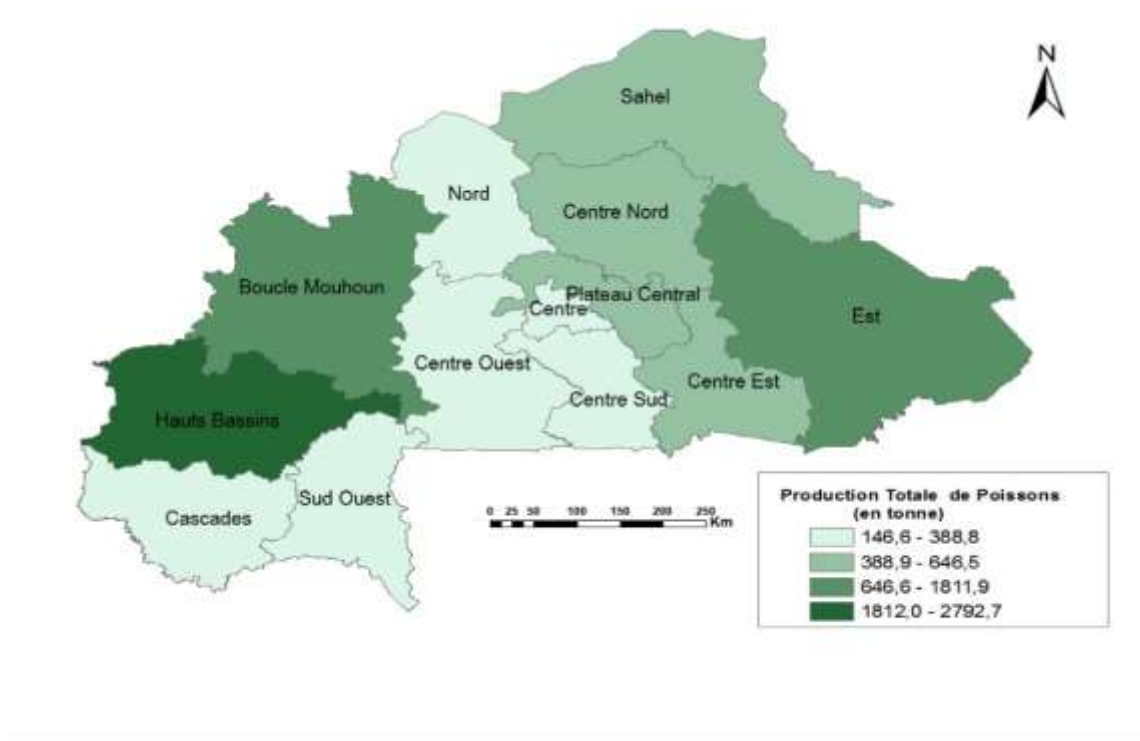 N
Sahel
Nord
Centre Nord
Boucle Mouhoun
Plateau Central
Centre
Est
Centre Ouest
Centre Est
Centre Sud
Hauts Bassins
Sud Ouest
Cascades
0 25 50 100 150 200 250
Km
Production Totale de Poissons
(en tonne)
146,6 - 388,8
388,9 - 646,5
646,6 - 1811,9
1812,0 - 2792,7